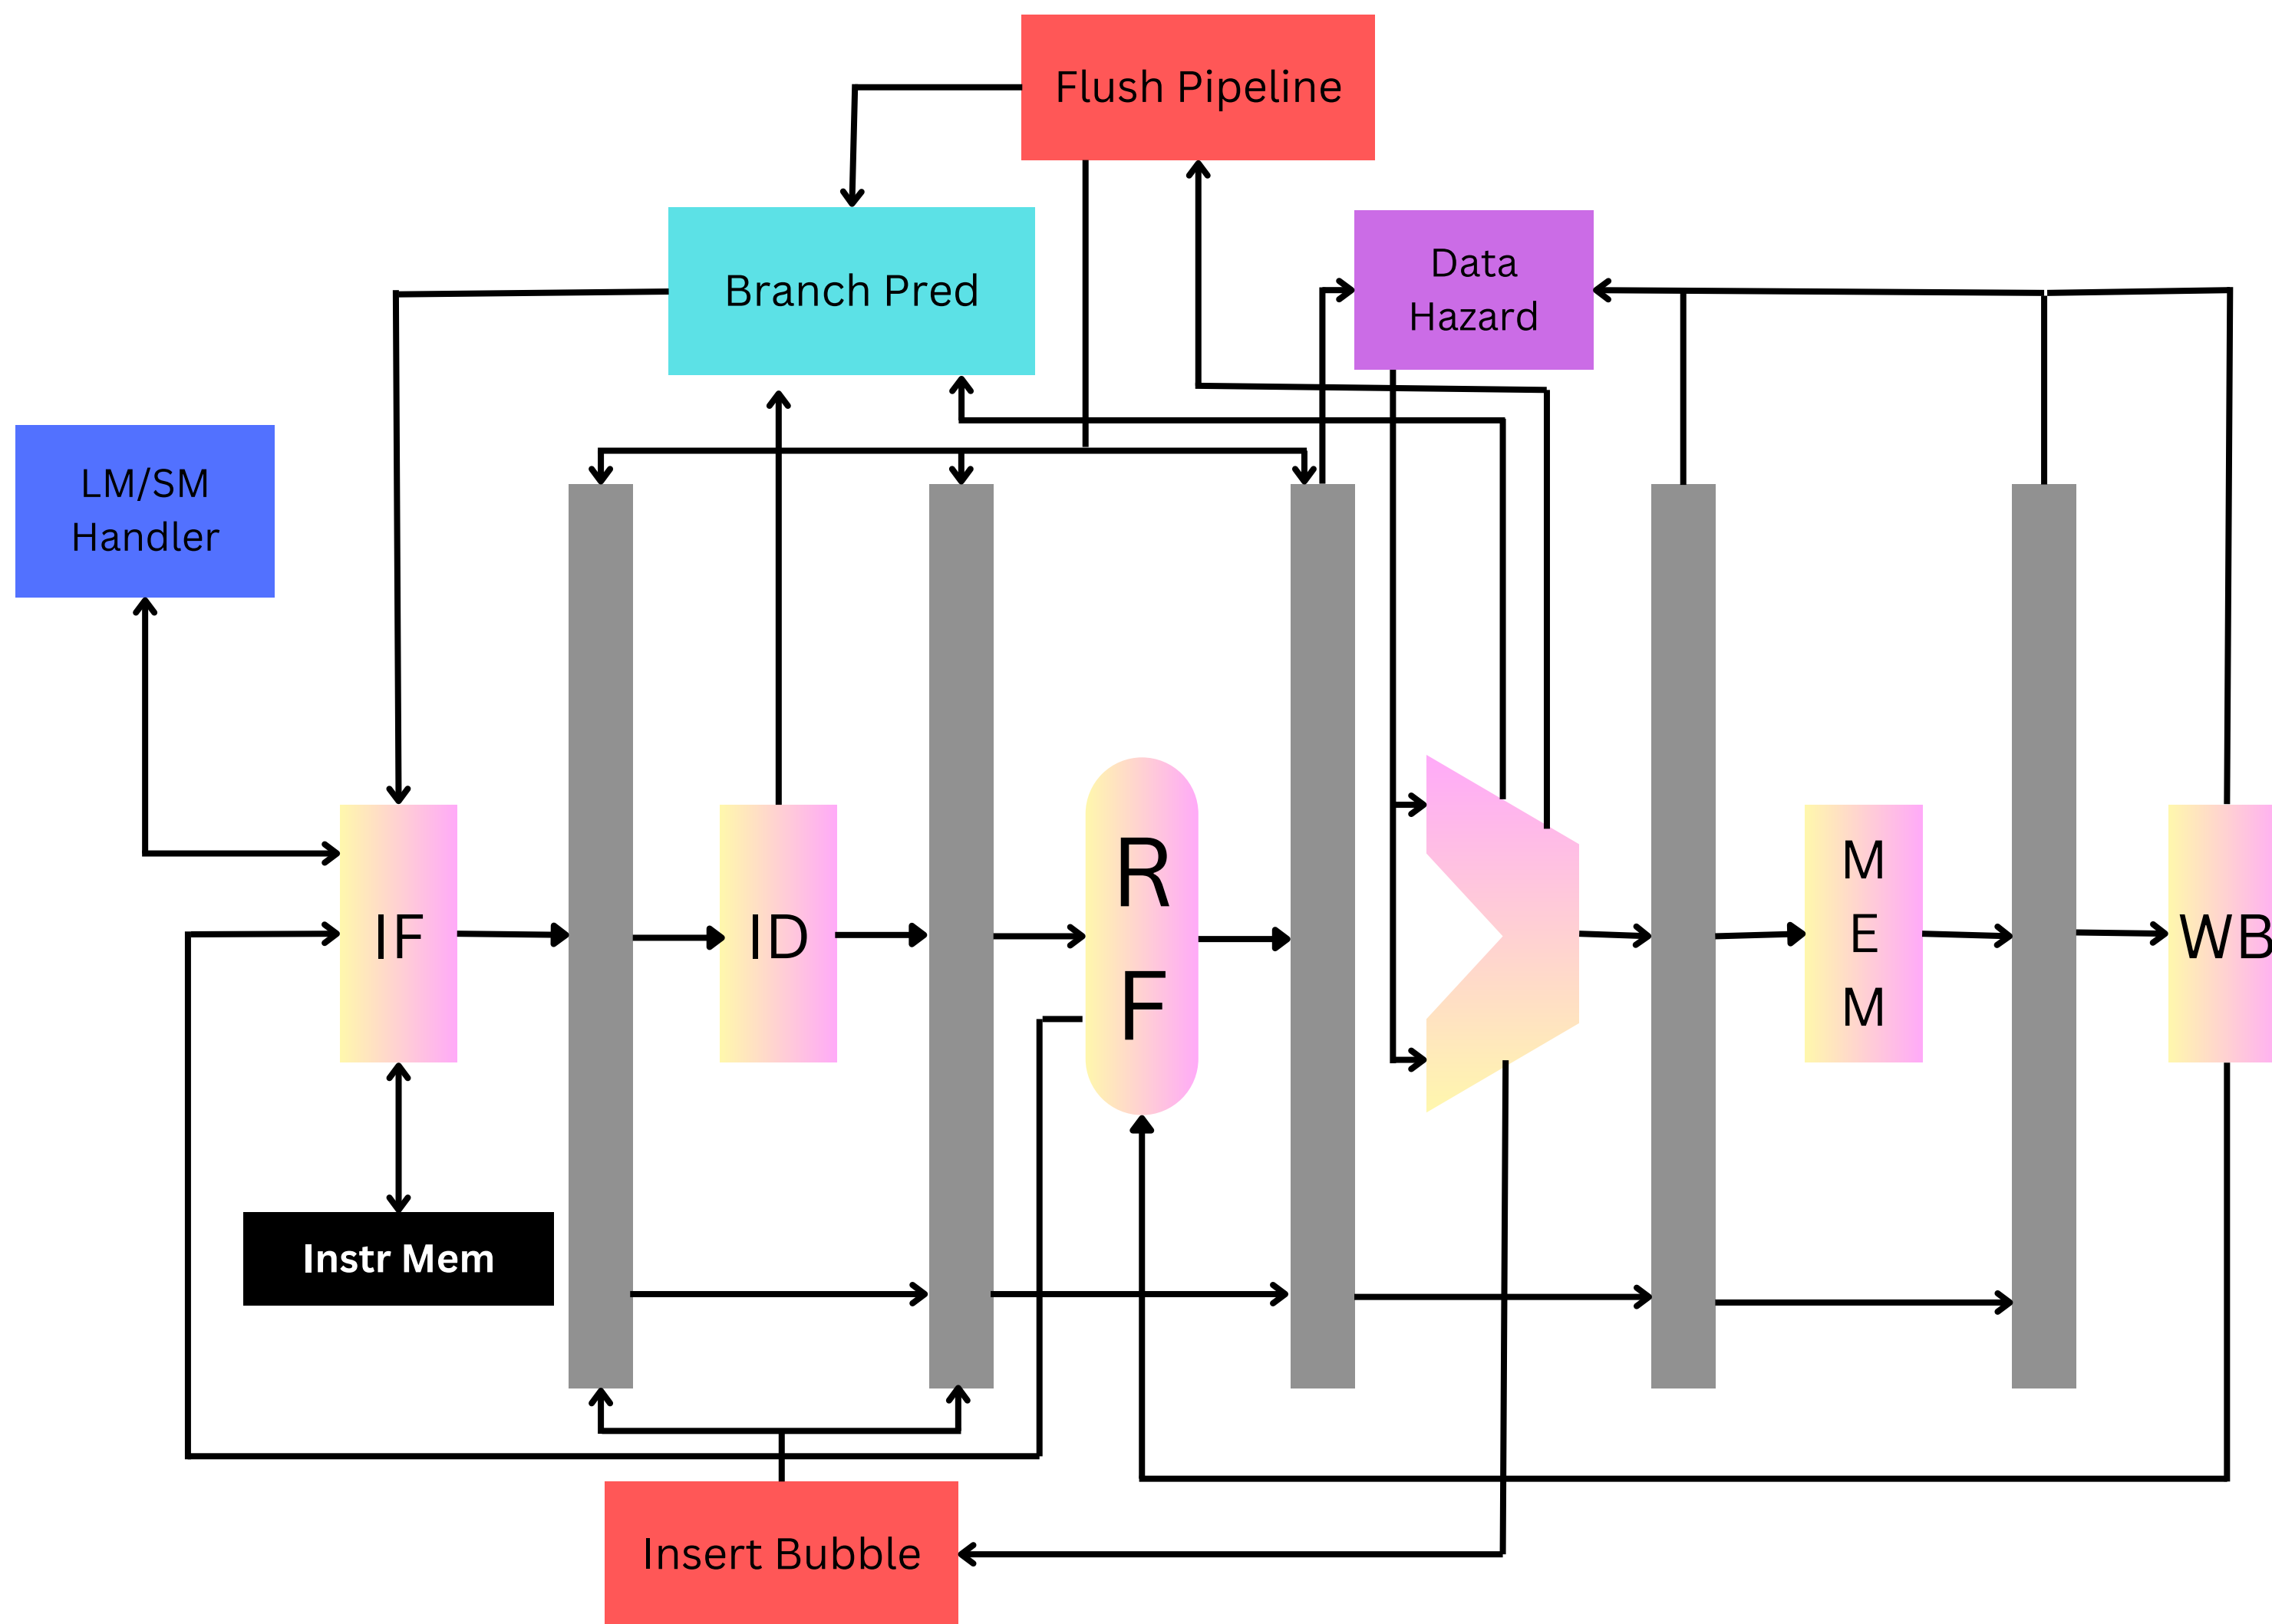 Flush Pipeline
Branch Pred
Data
Hazard
LM/SM
Handler
IF
ID
R
F
M
E
M
WB
Instr Mem
Insert Bubble